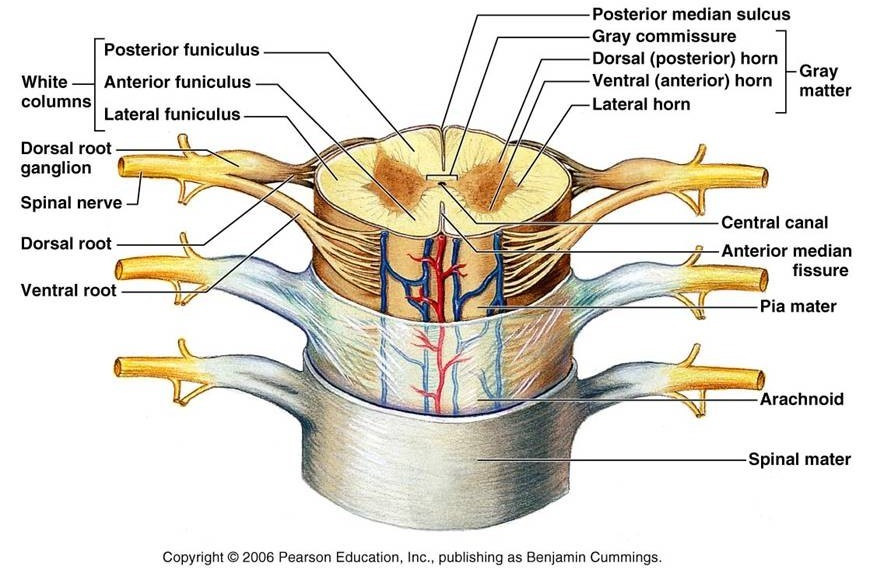 Posterior median sulcus
Gray commissure
Dorsal (posterior) horn
Ventral (anterior) horn
Lateral horn
Gray
matter
Posterior funiculus
Anterior funiculus
Lateral funiculus
White
columns
Dorsal root
ganglion
Spinal nerve
Dorsal root
Ventral root
Central canal
Anterior median
fissure
Pia mater
Arachnoid
Spinal mater
Copyright © 2006 Pearson Education, Inc., publishing as Benjamin Cummings.